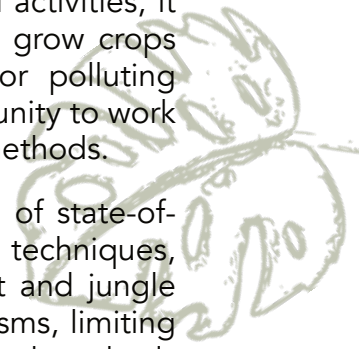 activities, it
grow crops
or polluting
unity to work
ethods.
of state-of-
techniques,
t and jungle
sms, limiting